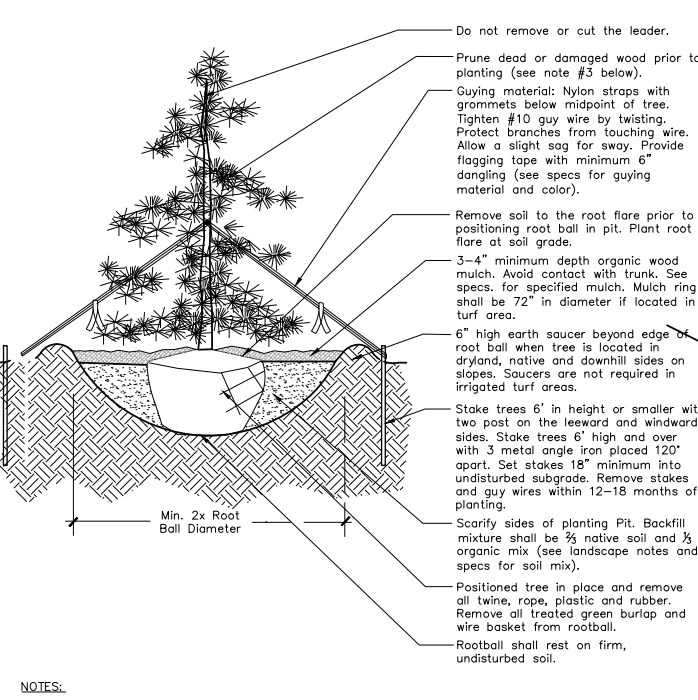 Do not remove or cut the leader.
Prune dead or damaged wood prior to
planting (see note #3 below).
Guying material: Nylon straps with
grommets below midpoint of tree.
Tighten #10 guy wire by twisting.
Protect branches from touching wire.
Allow a slight sag for sway. Provide
flagging tape with minimum 6"
dangling (see specs for guying
material and color).
Remove soil to the root flare prior to
positioning root ball in pit. Plant root
flare at soil grade.
3-4" minimum depth organic wood
mulch. Avoid contact with trunk. See
specs. for specified mulch. Mulch ring
shall be 72" in diameter if located in
turf area.
6" high earth saucer beyond edge of
root ball when tree is located in
dryland, native and downhill sides on
slopes. Saucers are not required in
irrigated turf areas.
Stake trees 6' in height or smaller wit
two post on the leeward and windward
sides. Stake trees 6' high and over
with 3 metal angle iron placed 120°
apart. Set stakes 18" minimum into
undisturbed subgrade. Remove stakes
and guy wires within 12-18 months of
planting.
Min. 2x Root
Ball Diameter
Scarify sides of planting Pit. Backfill
mixture shall be ⅔ native soil and ⅓
organic mix (see landscape notes and
specs for soil mix).
Positioned tree in place and remove
all twine, rope, plastic and rubber.
Remove all treated green burlap and
wire basket from rootball.
Rootball shall rest on firm,
undisturbed soil.
NOTES: